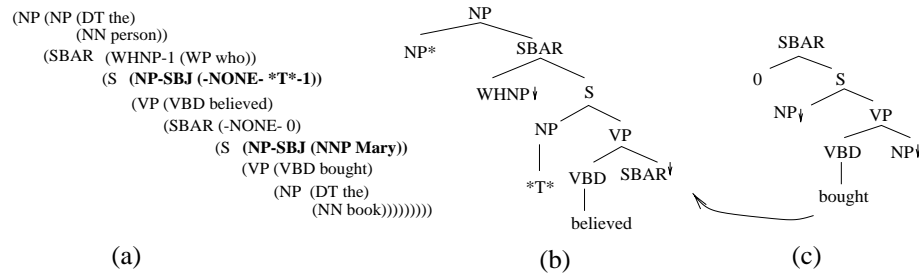 (NP (NP (DT the)
(NN person))
(SBAR (WHNP-1 (WP who))
(S (NP-SBJ (-NONE- *T*-1))
(VP (VBD believed)
(SBAR (-NONE- 0)
(S (NP-SBJ (NNP Mary))
(VP (VBD bought)
(NP (DT the)
(NN book)))))))))
(a)
NP
NP* SBAR
WHNP↓ S
NP VP
*T* VBD SBAR↓
believed
(b)
SBAR
0 S
NP↓ VP
VBD NP↓
bought
(c)